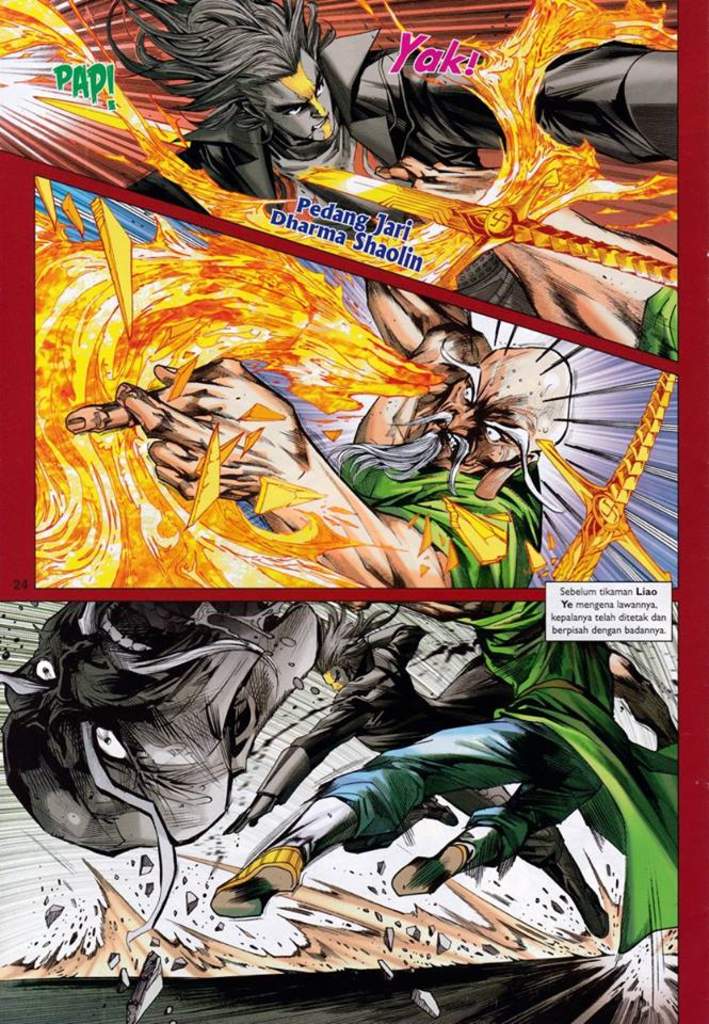 PAPI!
Yak!
Pedang Jari
Dharma Shaolin
24
Sebelum tikaman Liao
Ye mengena lawannya,
kepalanya telah ditetak dan
berpisah dengan badannya.